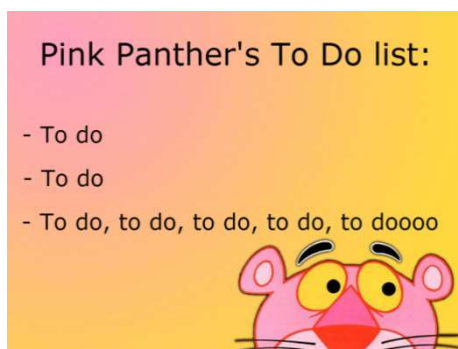 Pink Panther's To Do list:
- To do
- To do
- To do, to do, to do, to do, to doooo